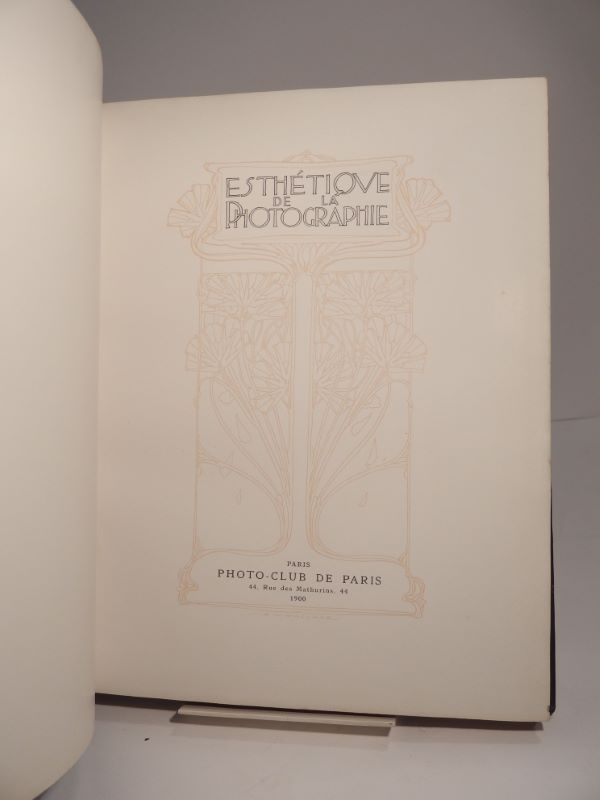 ESTHÉTIQVE
DE LA
PHOTOGRAPHIE
PARIS
PHOTO-CLUB DE PARIS
44, Rue des Mathurins, 44
1900